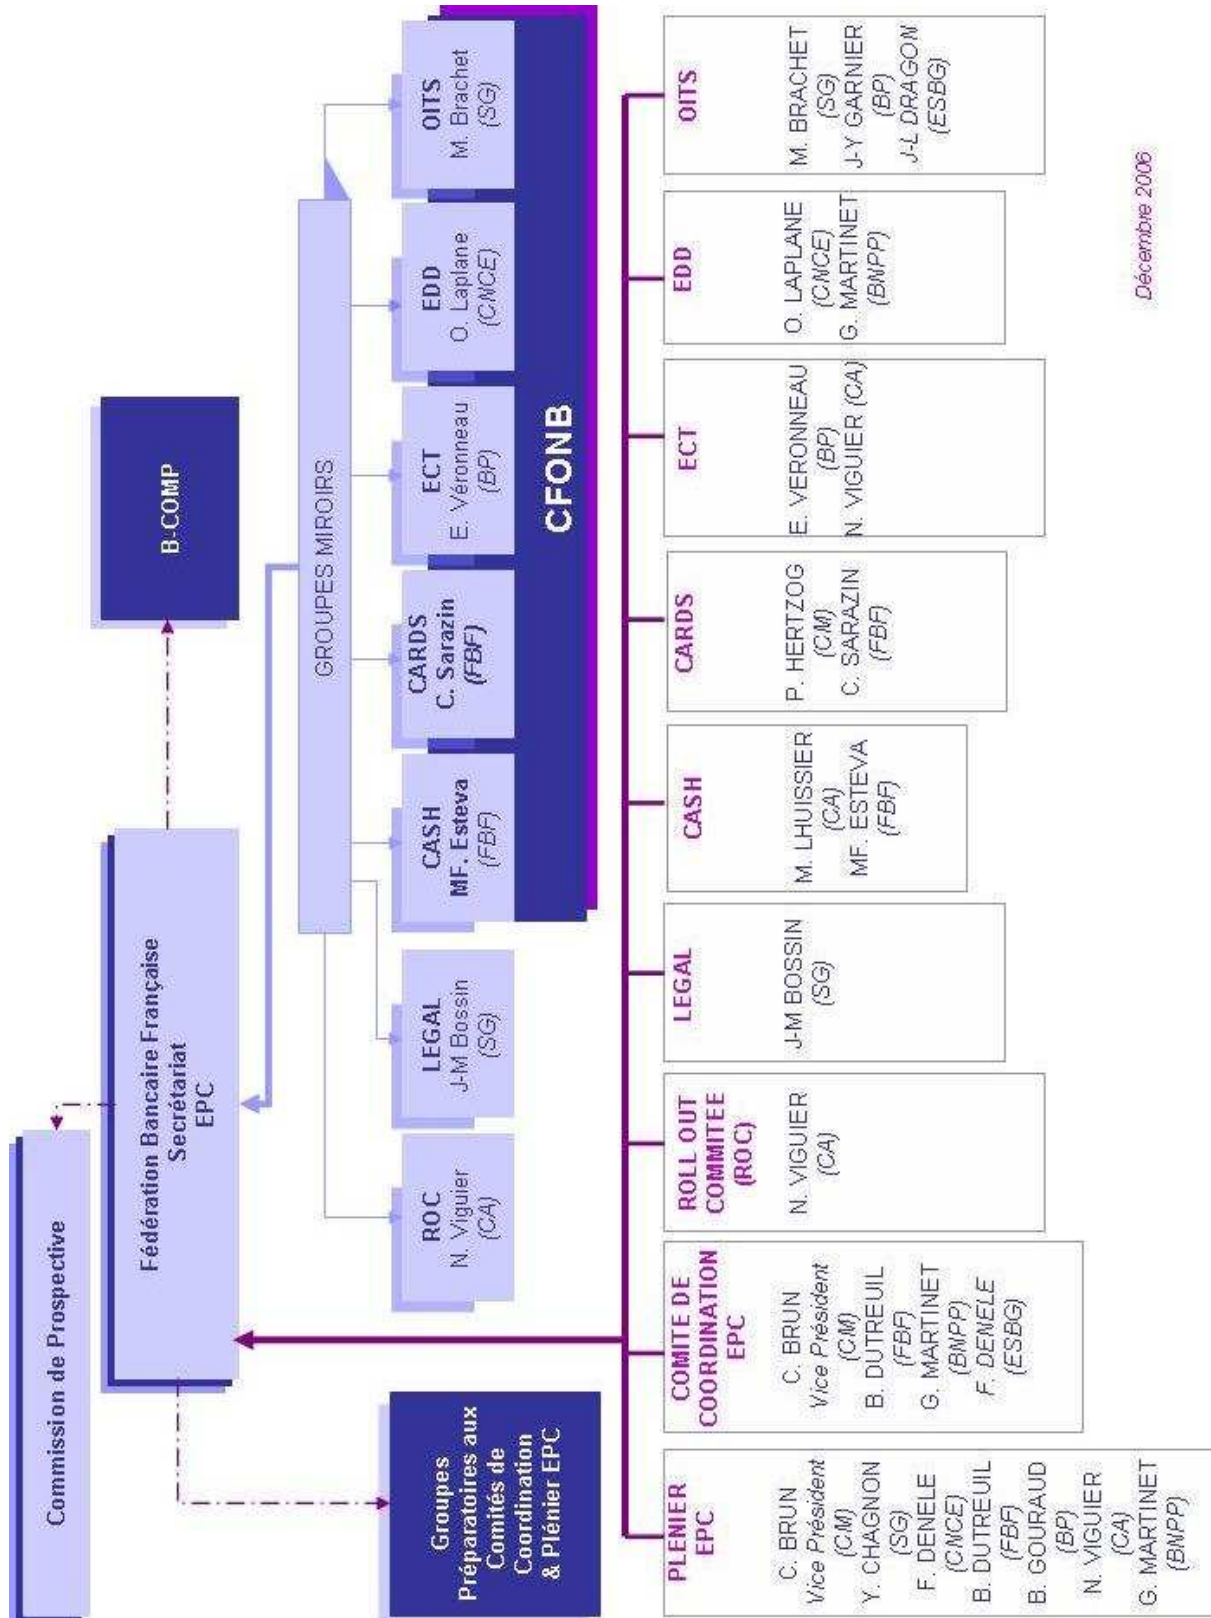 Commission de Prospective
Fédération Bancaire Française
Secrétariat
EPC
B-COMP
Groupes
Préparatoires aux
Comités de
Coordination
& Plénier EPC
GROUPES MIROIRS
ROC
N. Viguier
(CA)
LEGAL
J-M Bossin
(SG)
CASH
MF. Esteva
(FBF)
CARDS
C. Sarazin
(FBF)
ECT
E. Véronneau
(BP)
EDD
O. Laplane
(CNCE)
OITS
M. Brachet
(SG)
CFONB
PLENIER
EPC
C. BRUN
Vice Président
(CM)
Y. CHAGNON
(SG)
F. DENELE
(CNCE)
B. DUTREUIL
(FBF)
B. GOURAUD
(BP)
N. VIGUIER
(CA)
G. MARTINET
(BNPP)
COMITE DE
COORDINATION
EPC
C. BRUN
Vice Président
(CM)
B. DUTREUIL
(FBF)
G. MARTINET
(BNPP)
F. DENELE
(ESBG)
ROLL OUT
COMMITEE
(ROC)
N. VIGUIER
(CA)
LEGAL
J-M BOSSIN
(SG)
CASH
M. LHUISSIER
(CA)
MF. ESTEVA
(FBF)
CARDS
P. HERTZOG
(CM)
C. SARAZIN
(FBF)
ECT
E. VERONNEAU
(BP)
N. VIGUIER (CA)
EDD
O. LAPLANE
(CNCE)
G. MARTINET
(BNPP)
OITS
M. BRACHET
(SG)
J-Y GARNIER
(BP)
J-L DRAGON
(ESBG)
Décembre 2006